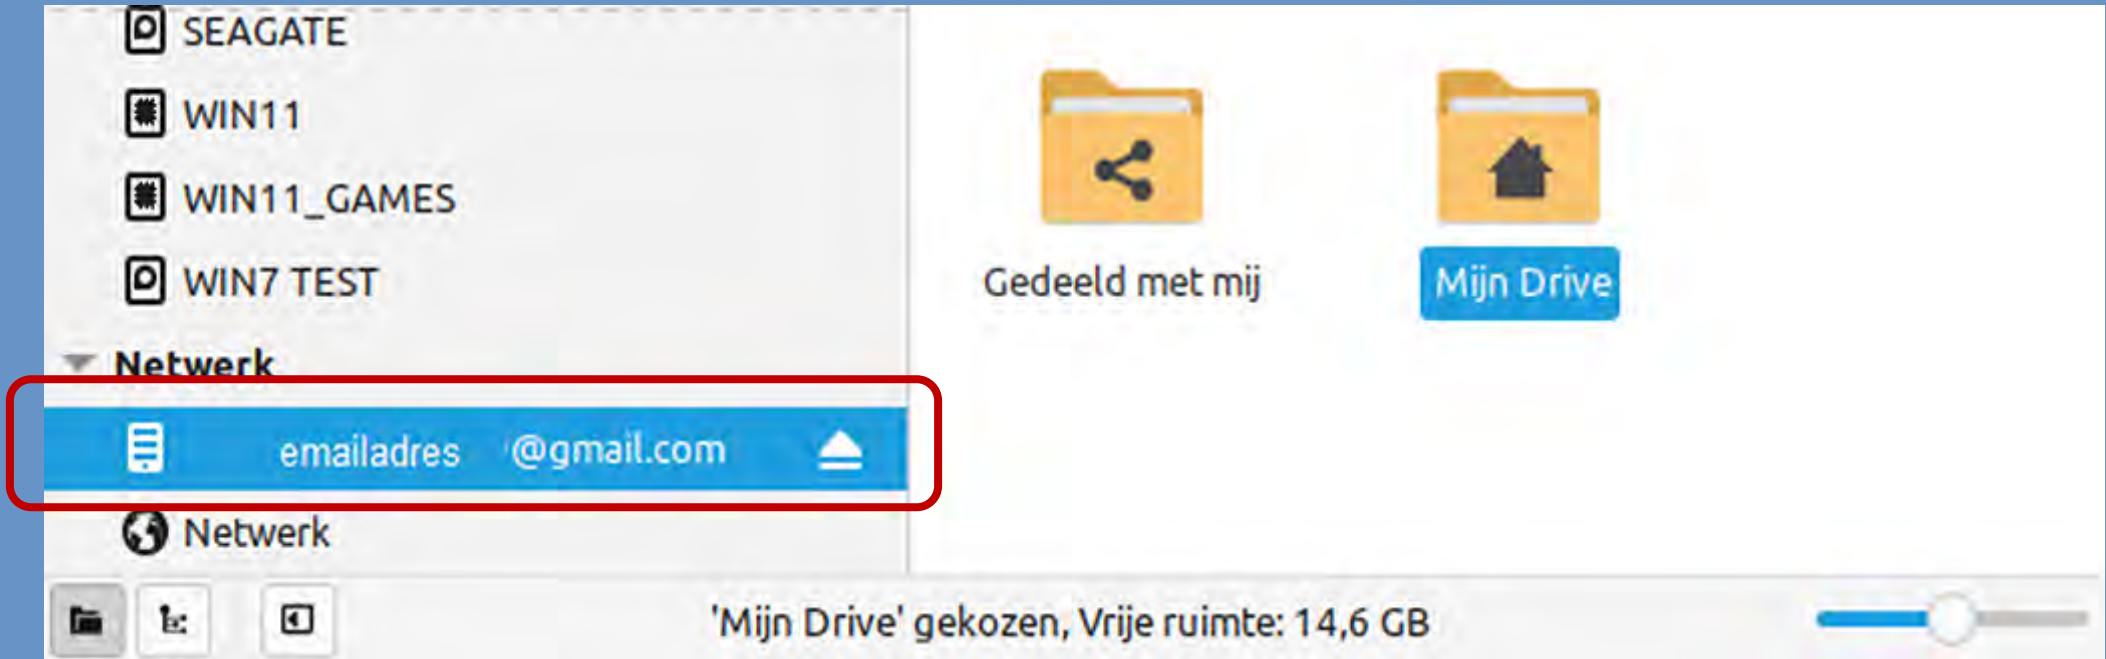 SEAGATE
WIN11
WIN11_GAMES
WIN7 TEST
Netwerk
emailadres @gmail.com
Netwerk
Gedeeld met mij
Mijn Drive
'Mijn Drive' gekozen, Vrije ruimte: 14,6 GB